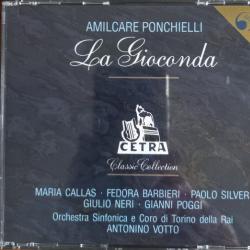 AMILCARE PONCHIELLI
La Gioconda
CETRA
Classic Collection
MARIA CALLAS · FEDORA BARBIERI · PAOLO SILVER
GIULIO NERI · GIANNI POGGI
Orchestra Sinfonica e Coro di Torino della Rai
ANTONINO VOTTO